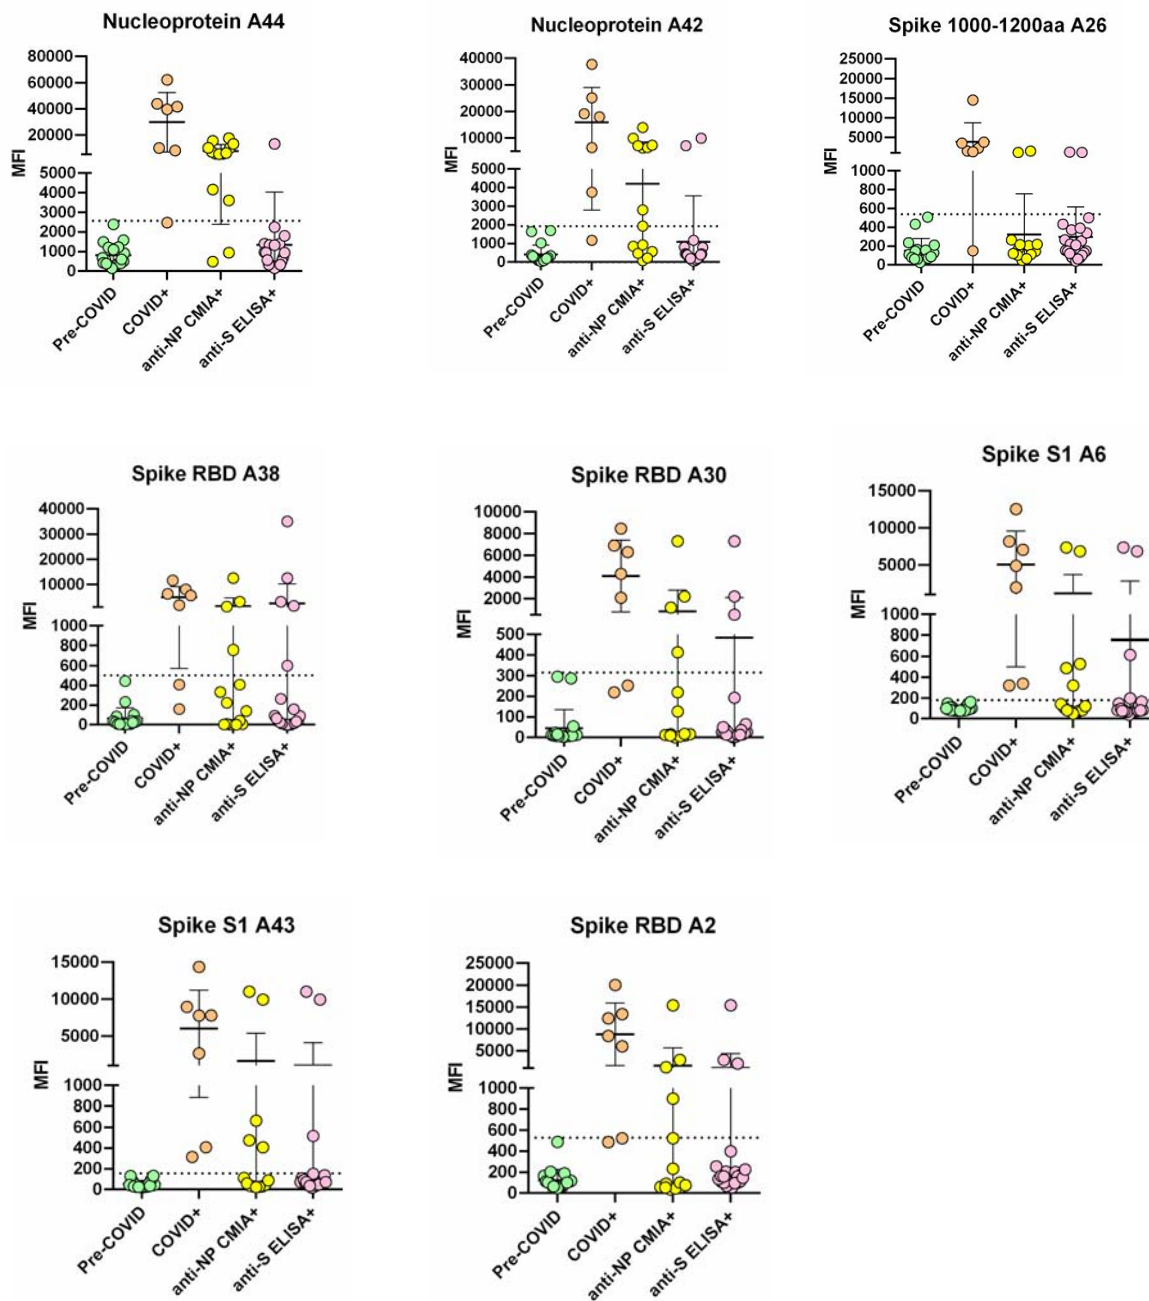 Nucleoprotein A44
80000
60000
40000
20000
5000
4000
3000
2000
1000
0
MFI
Pre-COVID
COVID+
anti-NP CMIA+
anti-S ELISA+
Nucleoprotein A42
40000
30000
20000
10000
5000
4000
3000
2000
1000
0
MFI
Pre-COVID
COVID+
anti-NP CMIA+
anti-S ELISA+
Spike 1000-1200aa A26
25000
20000
15000
10000
5000
1000
800
600
400
200
0
MFI
Pre-COVID
COVID+
anti-NP CMIA+
anti-S ELISA+
Spike RBD A38
40000
30000
20000
10000
1000
800
600
400
200
0
MFI
Pre-COVID
COVID+
anti-NP CMIA+
anti-S ELISA+
Spike RBD A30
10000
8000
6000
4000
2000
500
400
300
200
100
0
MFI
Pre-COVID
COVID+
anti-NP CMIA+
anti-S ELISA+
Spike S1 A6
15000
10000
5000
1000
800
600
400
200
0
MFI
Pre-COVID
COVID+
anti-NP CMIA+
anti-S ELISA+
Spike S1 A43
15000
10000
5000
1000
800
600
400
200
0
MFI
Pre-COVID
COVID+
anti-NP CMIA+
anti-S ELISA+
Spike RBD A2
25000
20000
15000
10000
5000
1000
800
600
400
200
0
MFI
Pre-COVID
COVID+
anti-NP CMIA+
anti-S ELISA+